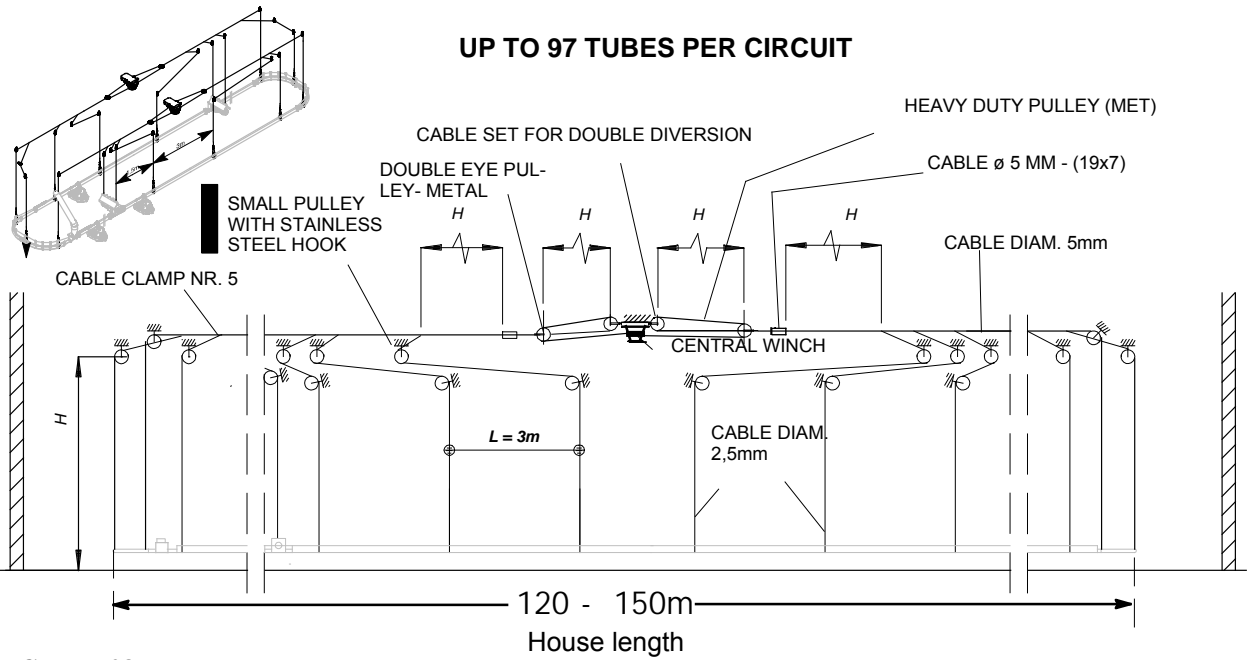 UP TO 97 TUBES PER CIRCUIT
HEAVY DUTY PULLEY (MET)
CABLE SET FOR DOUBLE DIVERSION
CABLE ø 5 MM - (19x7)
DOUBLE EYE PUL-
LEY- METAL
3m
SMALL PULLEY
WITH STAINLESS
STEEL HOOK
H
H
H
H
CABLE DIAM. 5mm
CABLE CLAMP NR. 5
CENTRAL WINCH
H
L = 3m
CABLE DIAM.
2,5mm
120 - 150m
House length